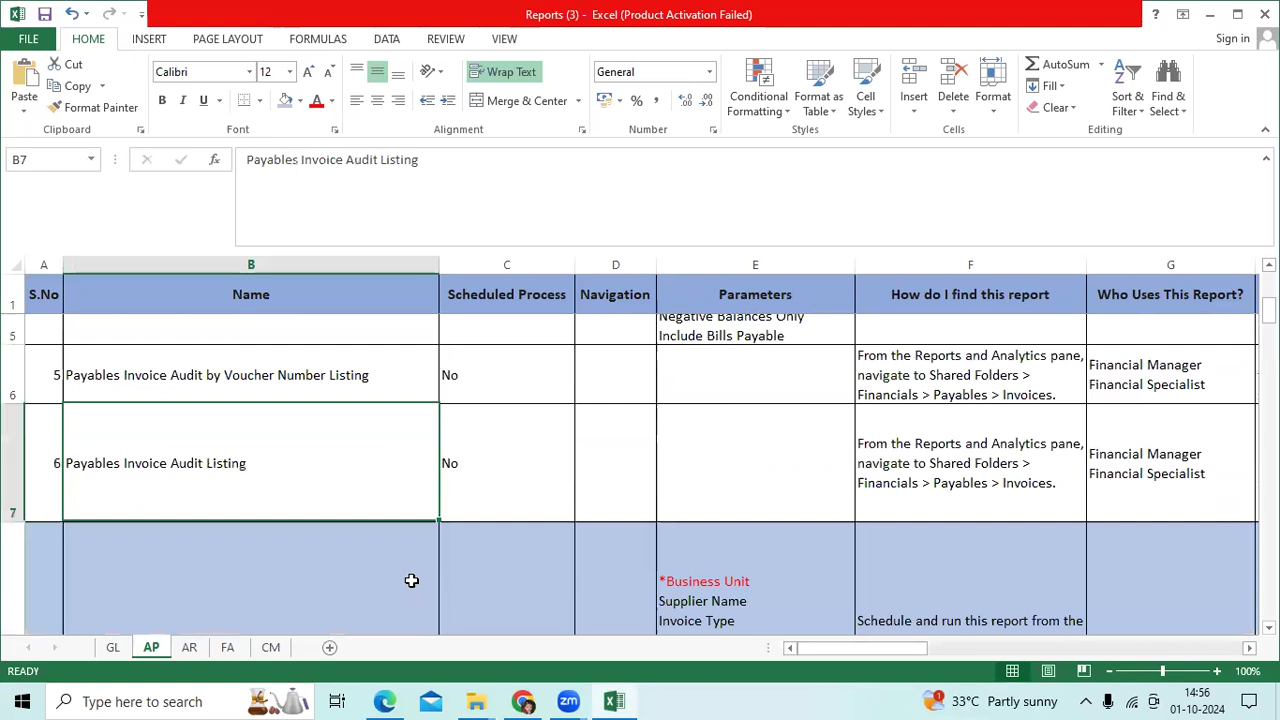 Reports (3) - Excel (Product Activation Failed)
FILE HOME INSERT PAGE LAYOUT FORMULAS DATA REVIEW VIEW
Sign in
Paste
Cut
Copy
Format Painter
Clipboard
Calibri 12
B I U
Font
Wrap Text
Merge & Center
Alignment
General
Number
Conditional Formatting
Format as Table
Cell Styles
Styles
Insert Delete Format
Cells
AutoSum
Fill
Clear
Sort & Filter
Find & Select
Editing
B7
fx
Payables Invoice Audit Listing
A B C D E F G
1 S.No Name Scheduled Process Navigation Parameters How do I find this report Who Uses This Report?
Negative Balances Only
5 Include Bills Payable
6 5 Payables Invoice Audit by Voucher Number Listing No
From the Reports and Analytics pane,
navigate to Shared Folders >
Financials > Payables > Invoices.
Financial Manager
Financial Specialist
7 6 Payables Invoice Audit Listing No
From the Reports and Analytics pane,
navigate to Shared Folders >
Financials > Payables > Invoices.
Financial Manager
Financial Specialist
*Business Unit
Supplier Name
Invoice Type
Schedule and run this report from the
GL AP AR FA CM
READY
100%
Type here to search
33°C Partly sunny
14:56
01-10-2024